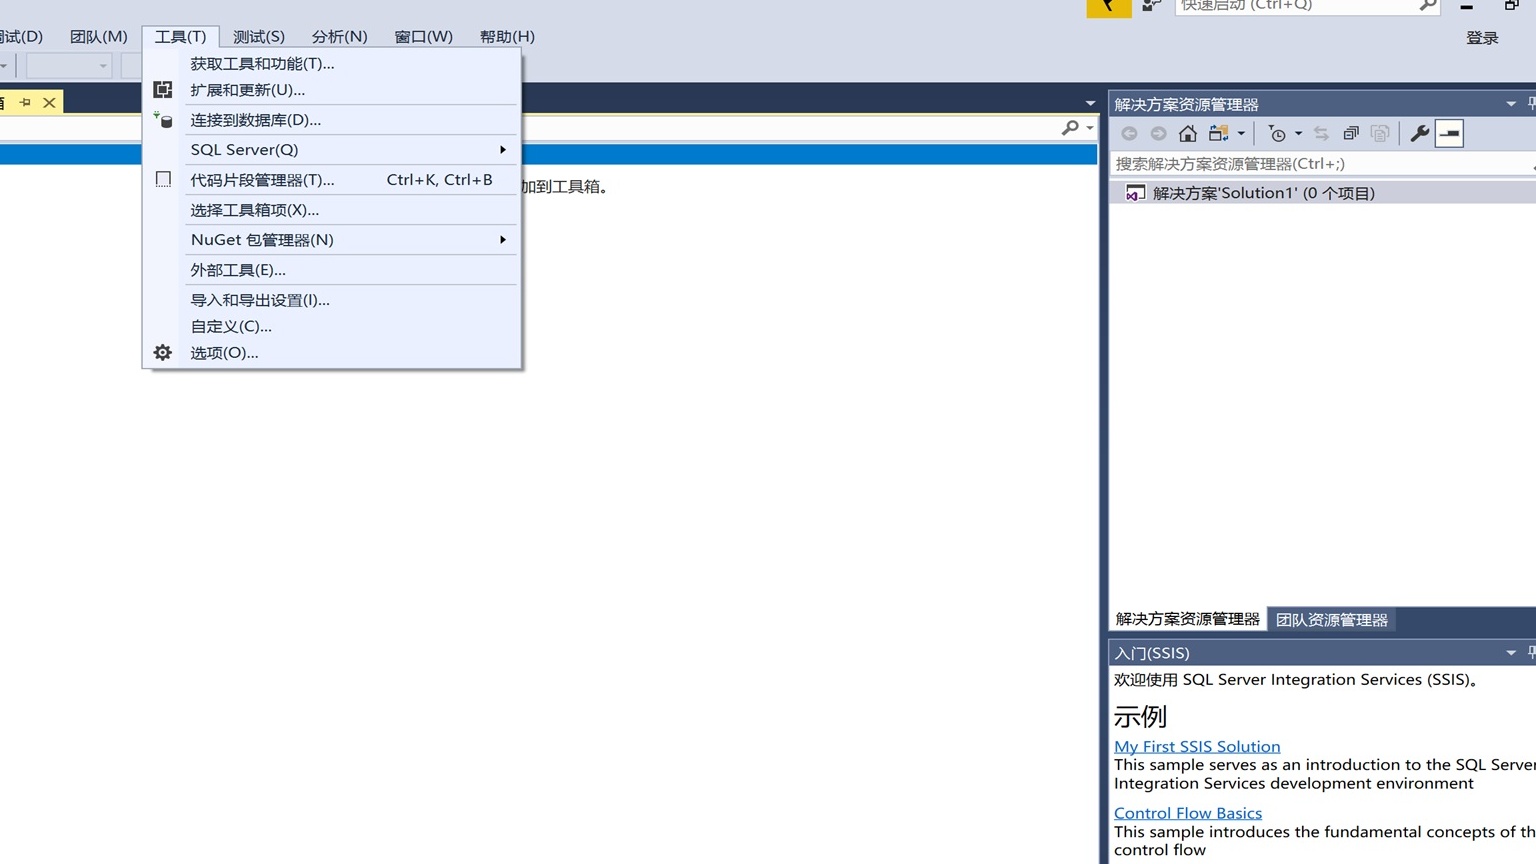 快速启动 (Ctrl+Q)
试(D) 团队(M) 工具(T) 测试(S) 分析(N) 窗口(W) 帮助(H) 登录
获取工具和功能(T)...
扩展和更新(U)...
连接到数据库(D)...
SQL Server(Q)
代码片段管理器(T)... Ctrl+K, Ctrl+B
选择工具箱项(X)...
NuGet 包管理器(N)
外部工具(E)...
导入和导出设置(I)...
自定义(C)...
选项(O)...
加到工具箱。
解决方案资源管理器
搜索解决方案资源管理器(Ctrl+;)
解决方案'Solution1' (0 个项目)
解决方案资源管理器 团队资源管理器
入门(SSIS)
欢迎使用 SQL Server Integration Services (SSIS)。
示例
My First SSIS Solution
This sample serves as an introduction to the SQL Server
Integration Services development environment
Control Flow Basics
This sample introduces the fundamental concepts of th
control flow